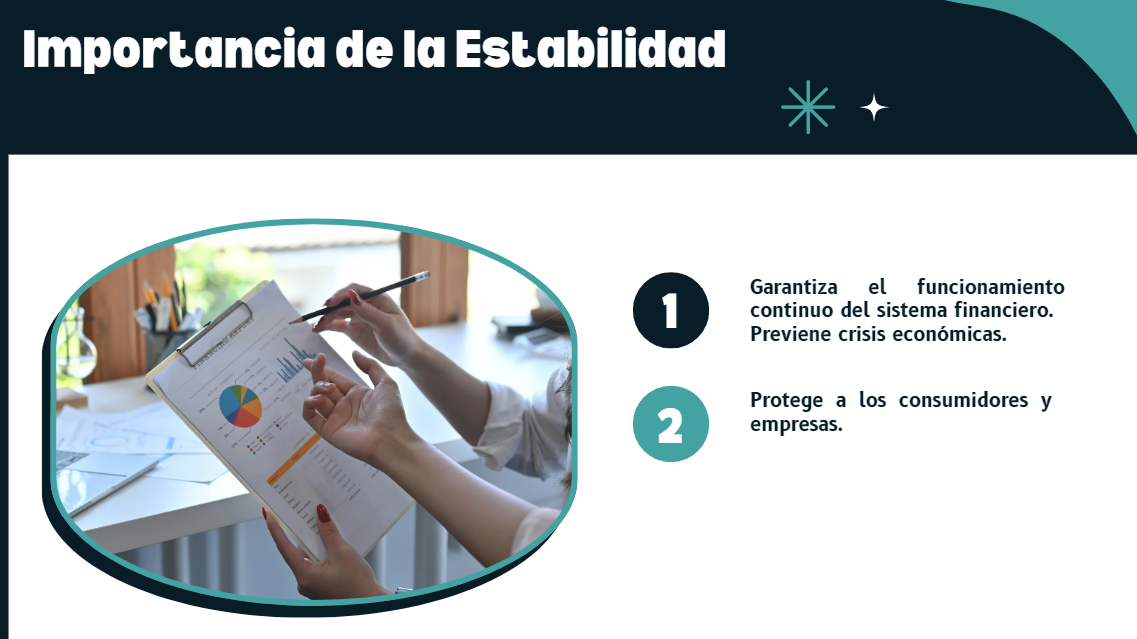 Importancia de la Estabilidad
1
Garantiza el funcionamiento
continuo del sistema financiero.
Previene crisis económicas.
2
Protege a los consumidores y
empresas.